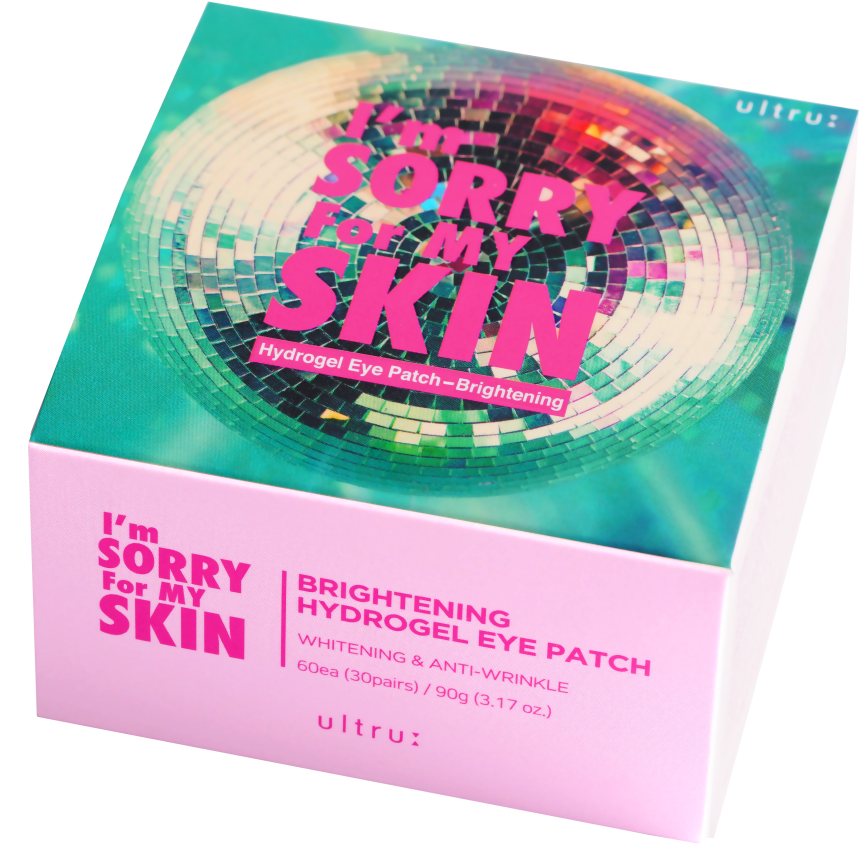 ultru:
I'm
SORRY
For MY
SKIN
Hydrogel Eye Patch-Brightening
I'm
SORRY
For MY
SKIN
BRIGHTENING
HYDROGEL EYE PATCH
WHITENING & ANTI-WRINKLE
60ea (30pairs) / 90g (3.17 oz.)
ultru: